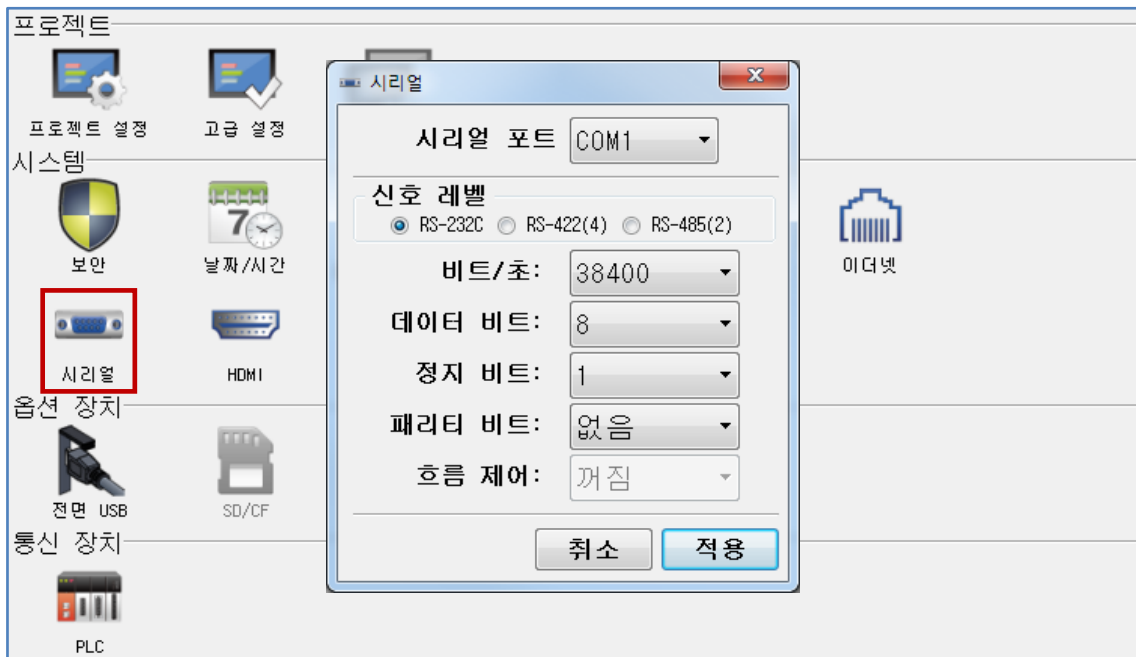 프로젝트
프로젝트 설정
고급 설정
시스템
보안
날짜/시간
7
이더넷
시리얼
HDMI
옵션 장치
전면 USB
SD/CF
통신 장치
PLC
시리얼
시리얼 포트 COM1
신호 레벨
RS-232C RS-422(4) RS-485(2)
비트/초: 38400
데이터 비트: 8
정지 비트: 1
패리티 비트: 없음
흐름 제어: 꺼짐
취소 적용